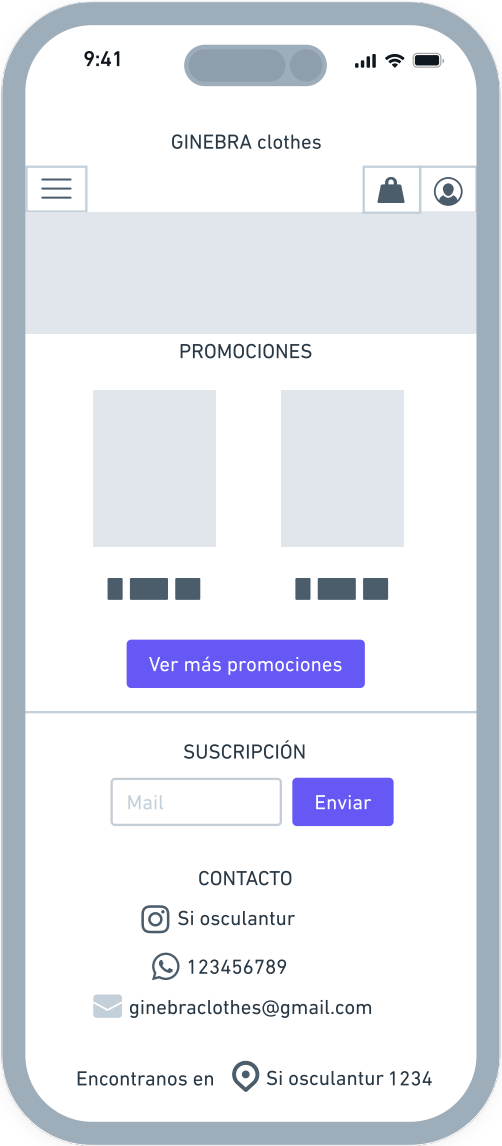 9:41
GINEBRA clothes
PROMOCIONES
Ver más promociones
SUSCRIPCIÓN
Mail
Enviar
CONTACTO
Si osculantur
123456789
ginebraclothes@gmail.com
Encontranos en Si osculantur 1234